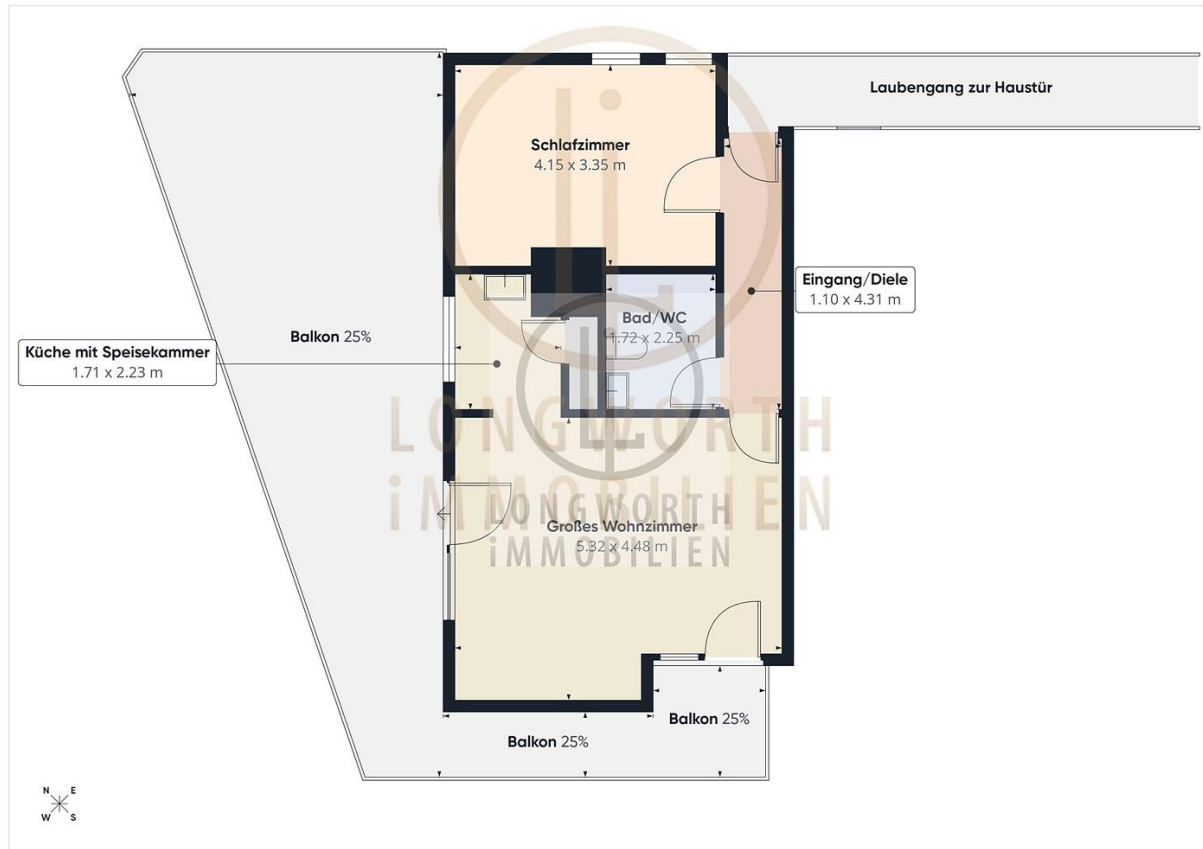 Laubengang zur Haustür
Schlafzimmer
4.15 x 3.35 m
Eingang/Diele
1.10 x 4.31 m
Bad/WC
1.72 x 2.25 m
Balkon 25%
Küche mit Speisekammer
1.71 x 2.23 m
LONGWORTH
iMMOBILIEN
LONGWORTH
iMMOBILIEN
Großes Wohnzimmer
5.32 x 4.48 m
Balkon 25%
Balkon 25%
N E
W S